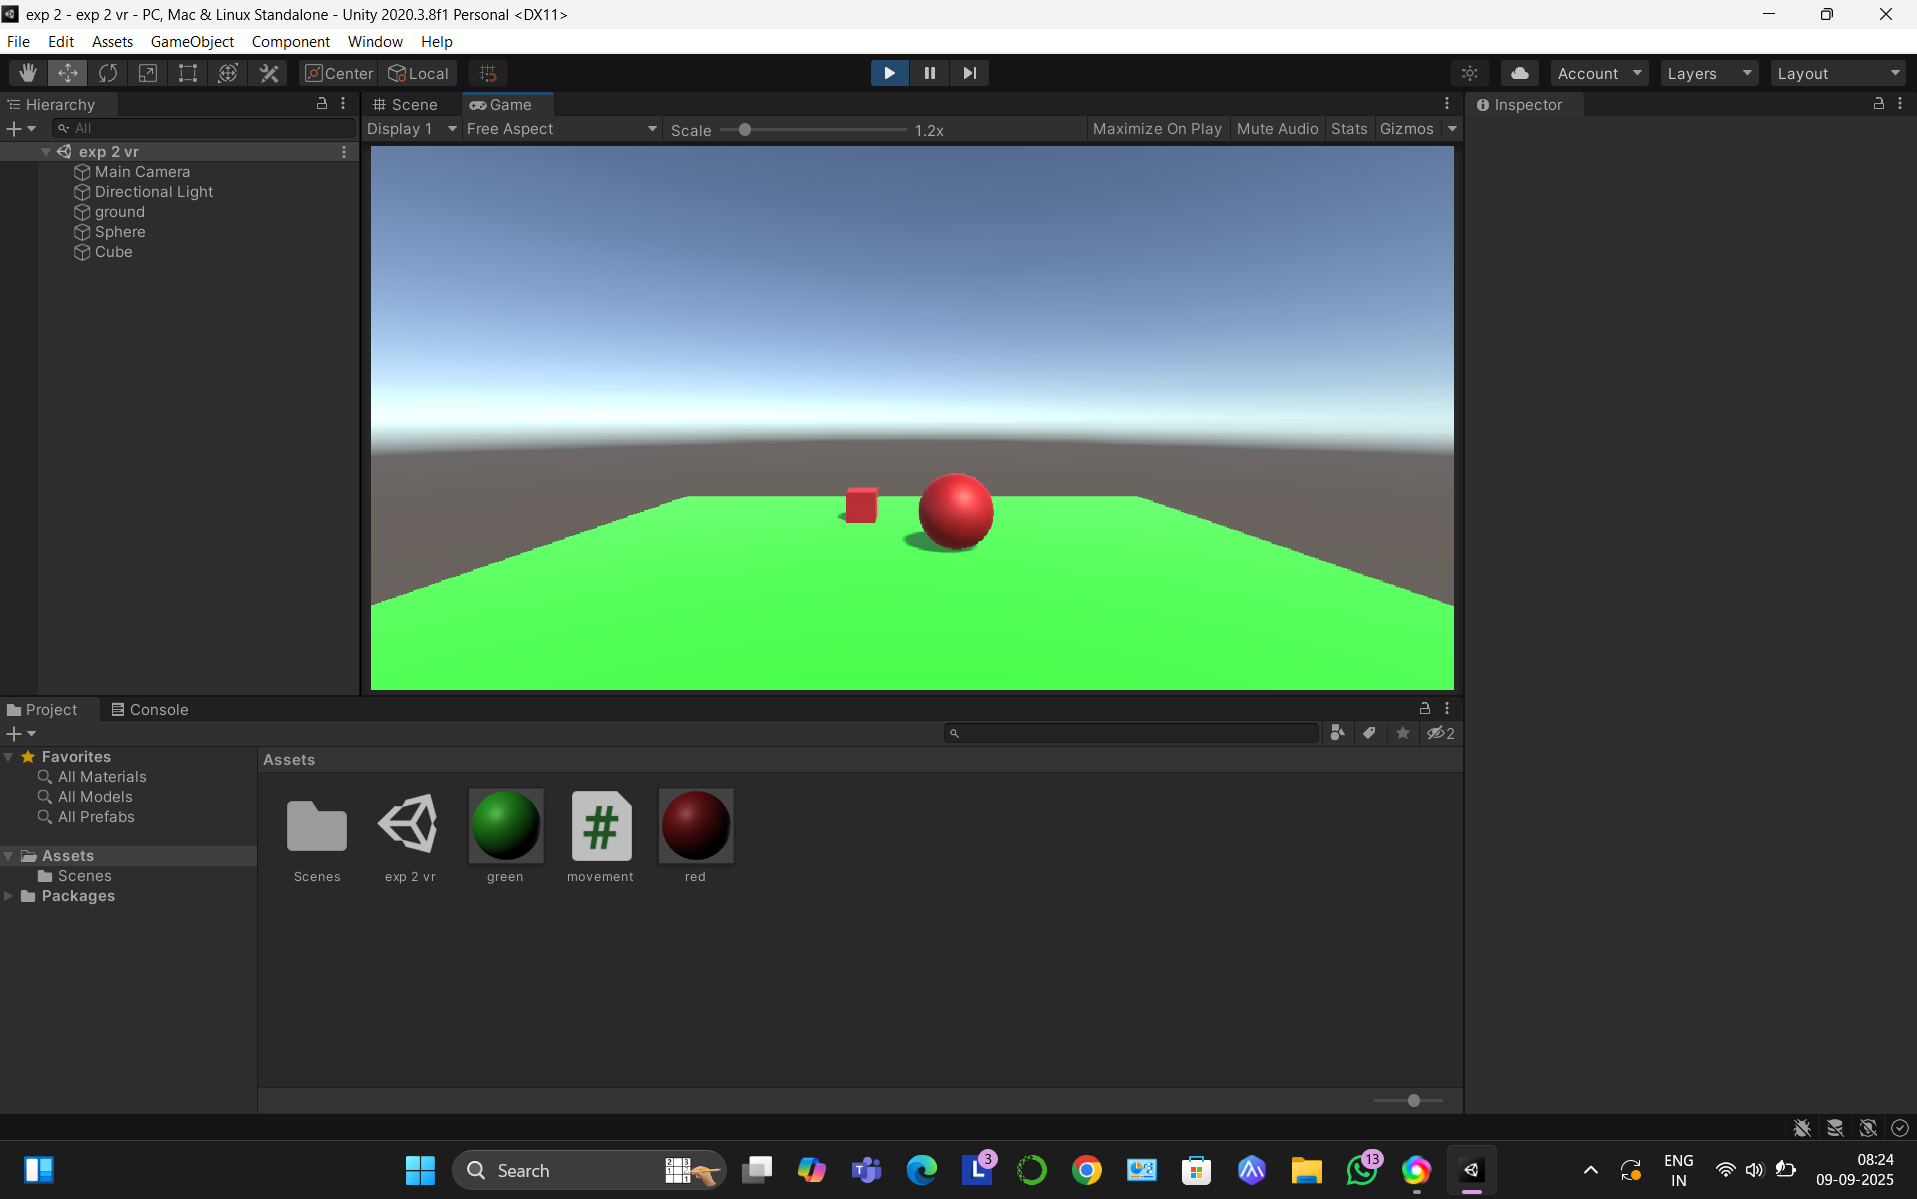 exp 2 - exp 2 vr - PC, Mac & Linux Standalone - Unity 2020.3.8f1 Personal <DX11>
File Edit Assets GameObject Component Window Help
Center Local Account Layers Layout
Hierarchy Scene Game Inspector
All Display 1 Free Aspect Scale 1.2x Maximize On Play Mute Audio Stats Gizmos
exp 2 vr
Main Camera
Directional Light
ground
Sphere
Cube
Project Console
2
Favorites Assets
All Materials
All Models
All Prefabs
Assets
Scenes
Packages
Scenes exp 2 vr green movement red
Search 3 13 ENG
IN
08:24
09-09-2025